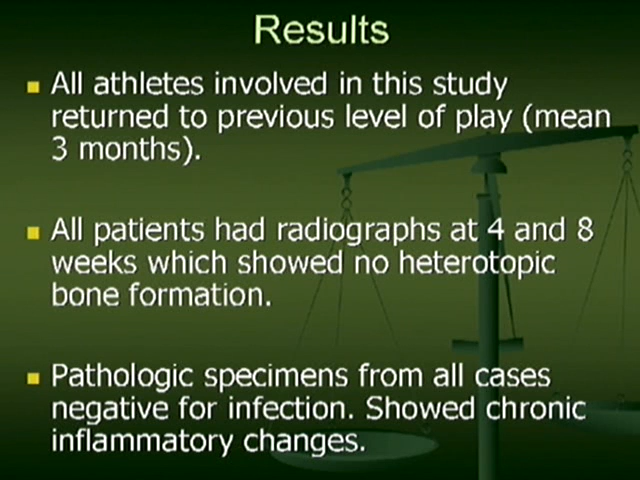 Results
All athletes involved in this study
returned to previous level of play (mean
3 months).
All patients had radiographs at 4 and 8
weeks which showed no heterotopic
bone formation.
Pathologic specimens from all cases
negative for infection. Showed chronic
inflammatory changes.